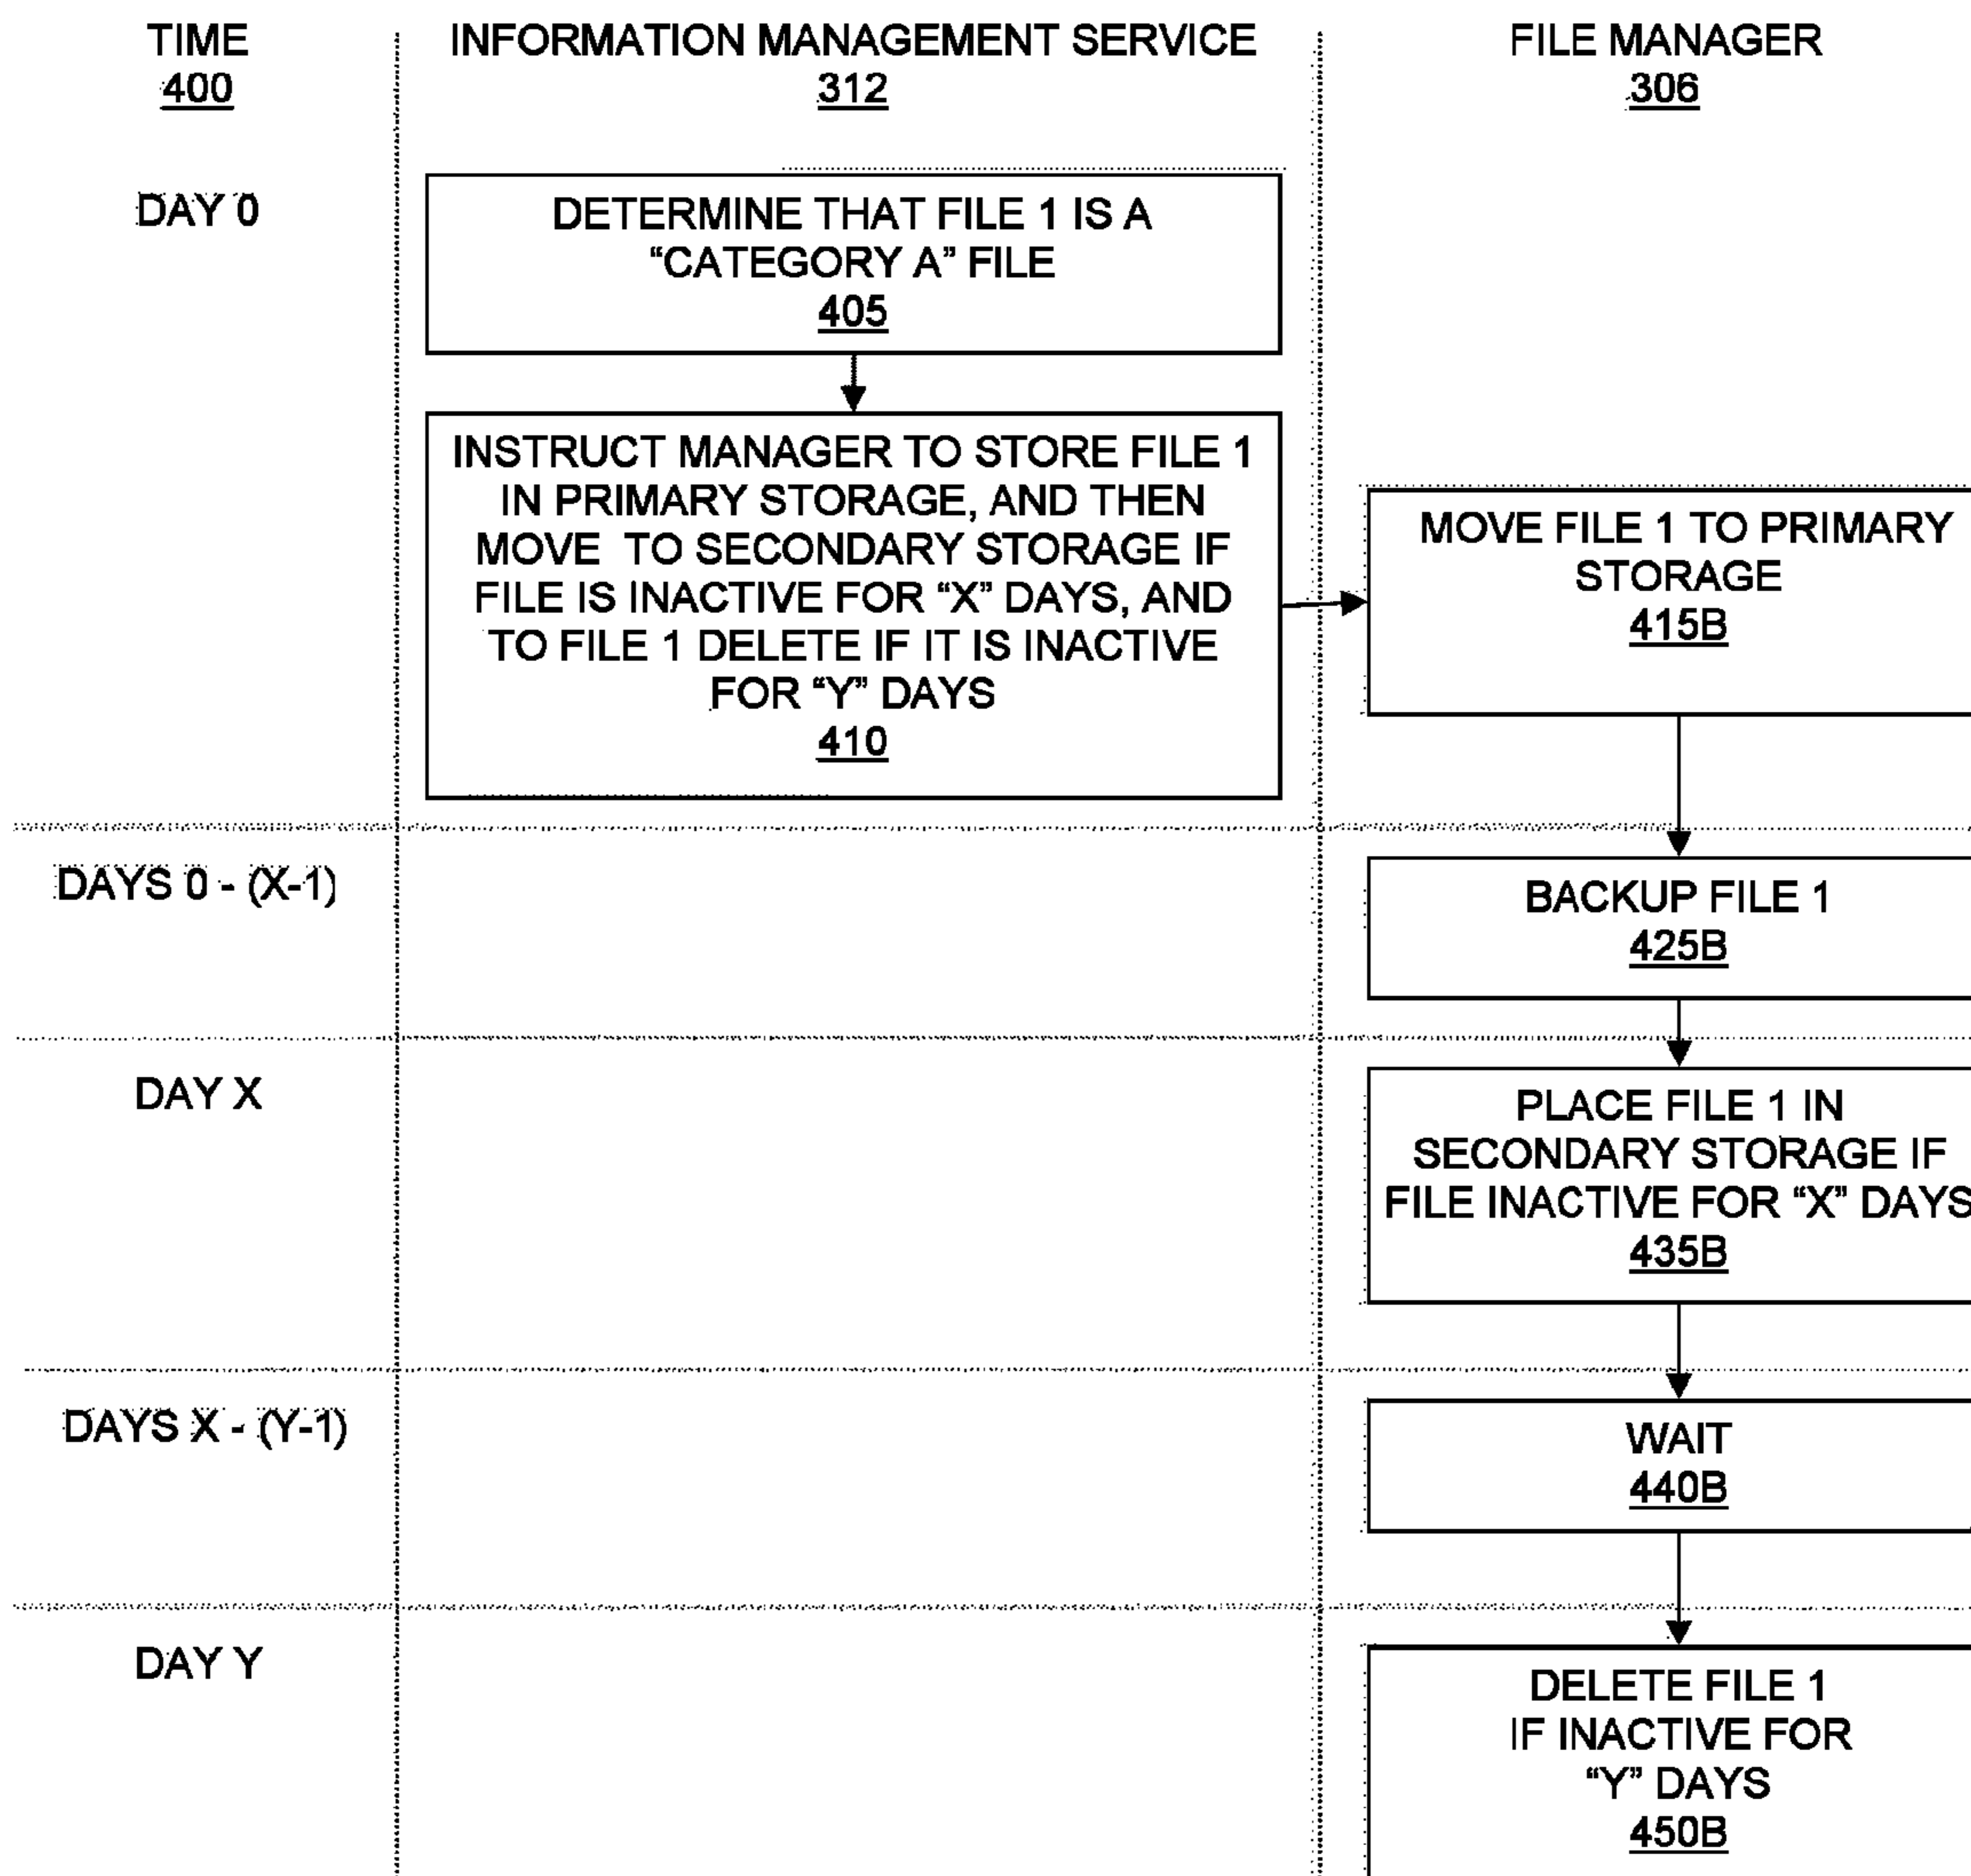 TIME
400
INFORMATION MANAGEMENT SERVICE
312
FILE MANAGER
306
DAY 0
DETERMINE THAT FILE 1 IS A
“CATEGORY A” FILE
405
INSTRUCT MANAGER TO STORE FILE 1
IN PRIMARY STORAGE, AND THEN
MOVE TO SECONDARY STORAGE IF
FILE IS INACTIVE FOR “X” DAYS, AND
TO FILE 1 DELETE IF IT IS INACTIVE
FOR “Y” DAYS
410
MOVE FILE 1 TO PRIMARY
STORAGE
415B
DAYS 0 - (X-1)
BACKUP FILE 1
425B
DAY X
PLACE FILE 1 IN
SECONDARY STORAGE IF
FILE INACTIVE FOR “X” DAYS
435B
DAYS X - (Y-1)
WAIT
440B
DAY Y
DELETE FILE 1
IF INACTIVE FOR
“Y” DAYS
450B